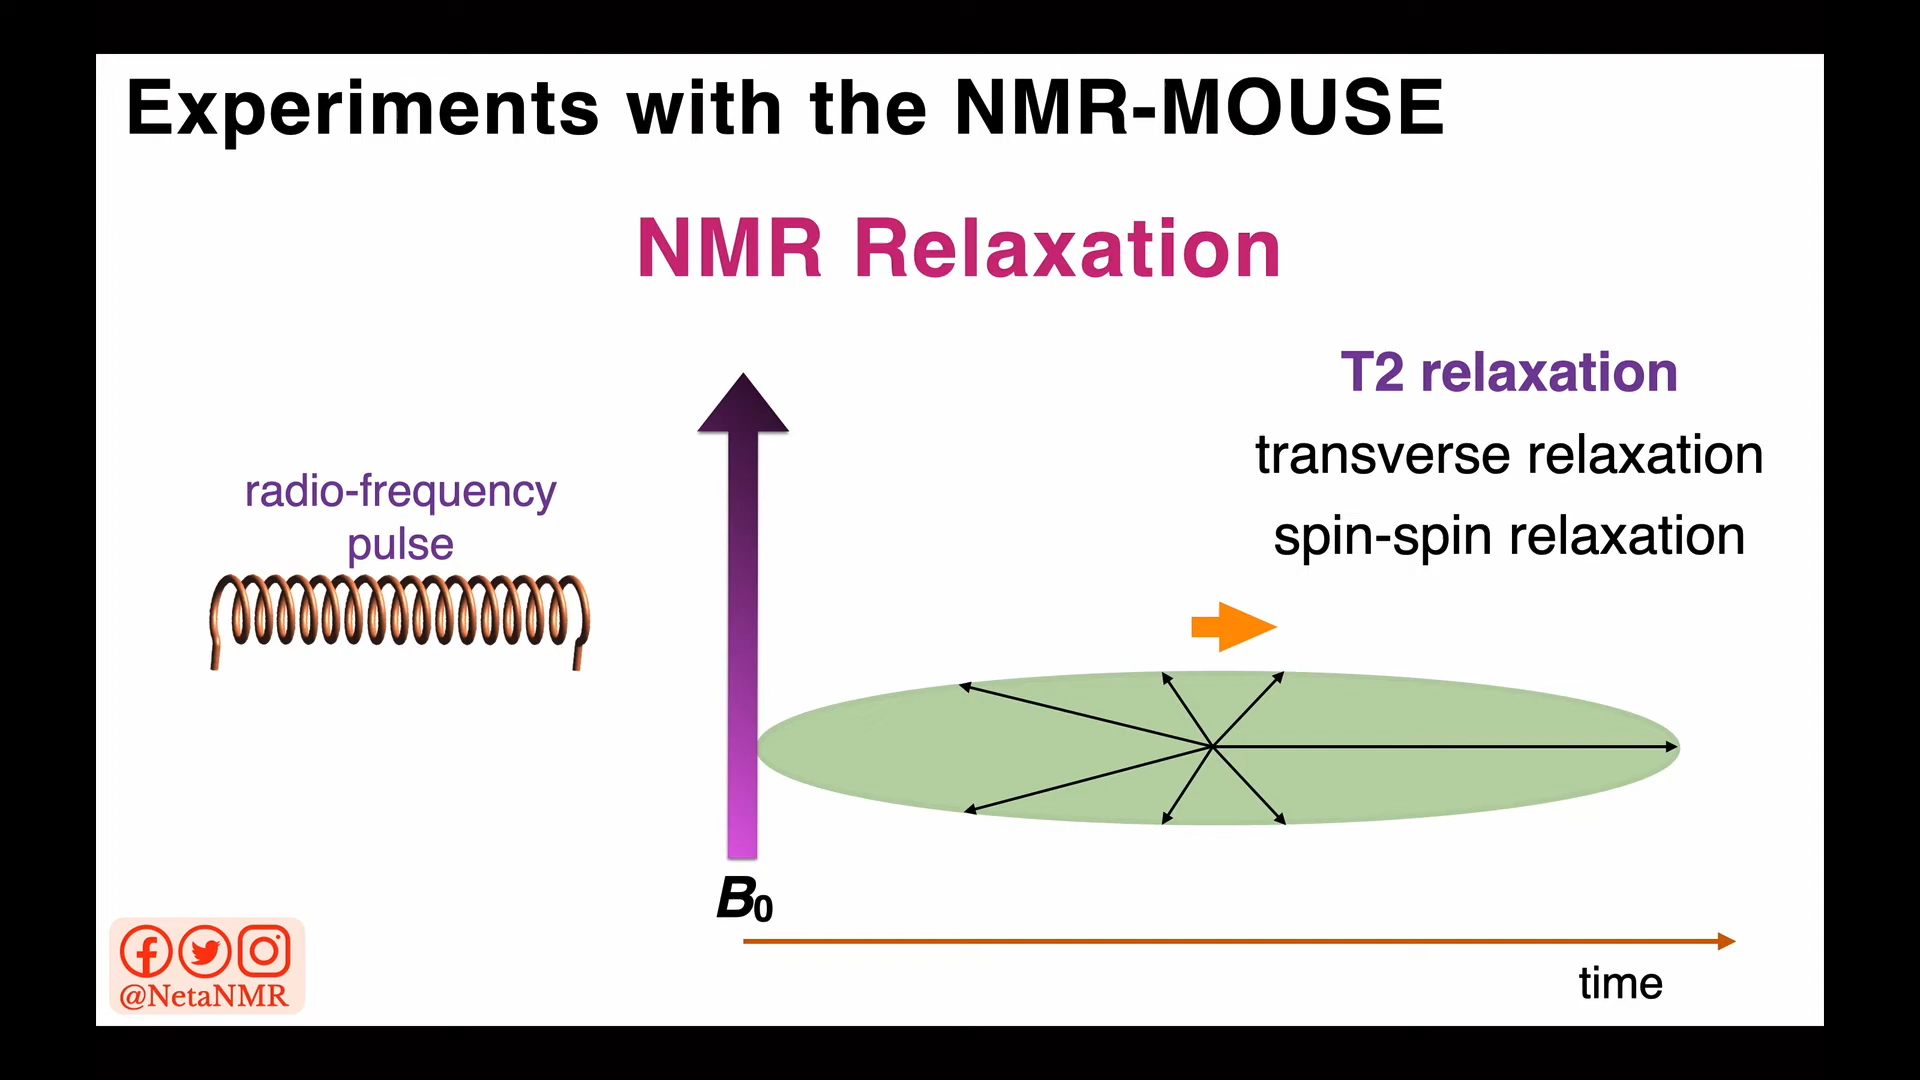 Experiments with the NMR-MOUSE
NMR Relaxation
T2 relaxation
transverse relaxation
spin-spin relaxation
radio-frequency
pulse
B0
time
@NetaNMR